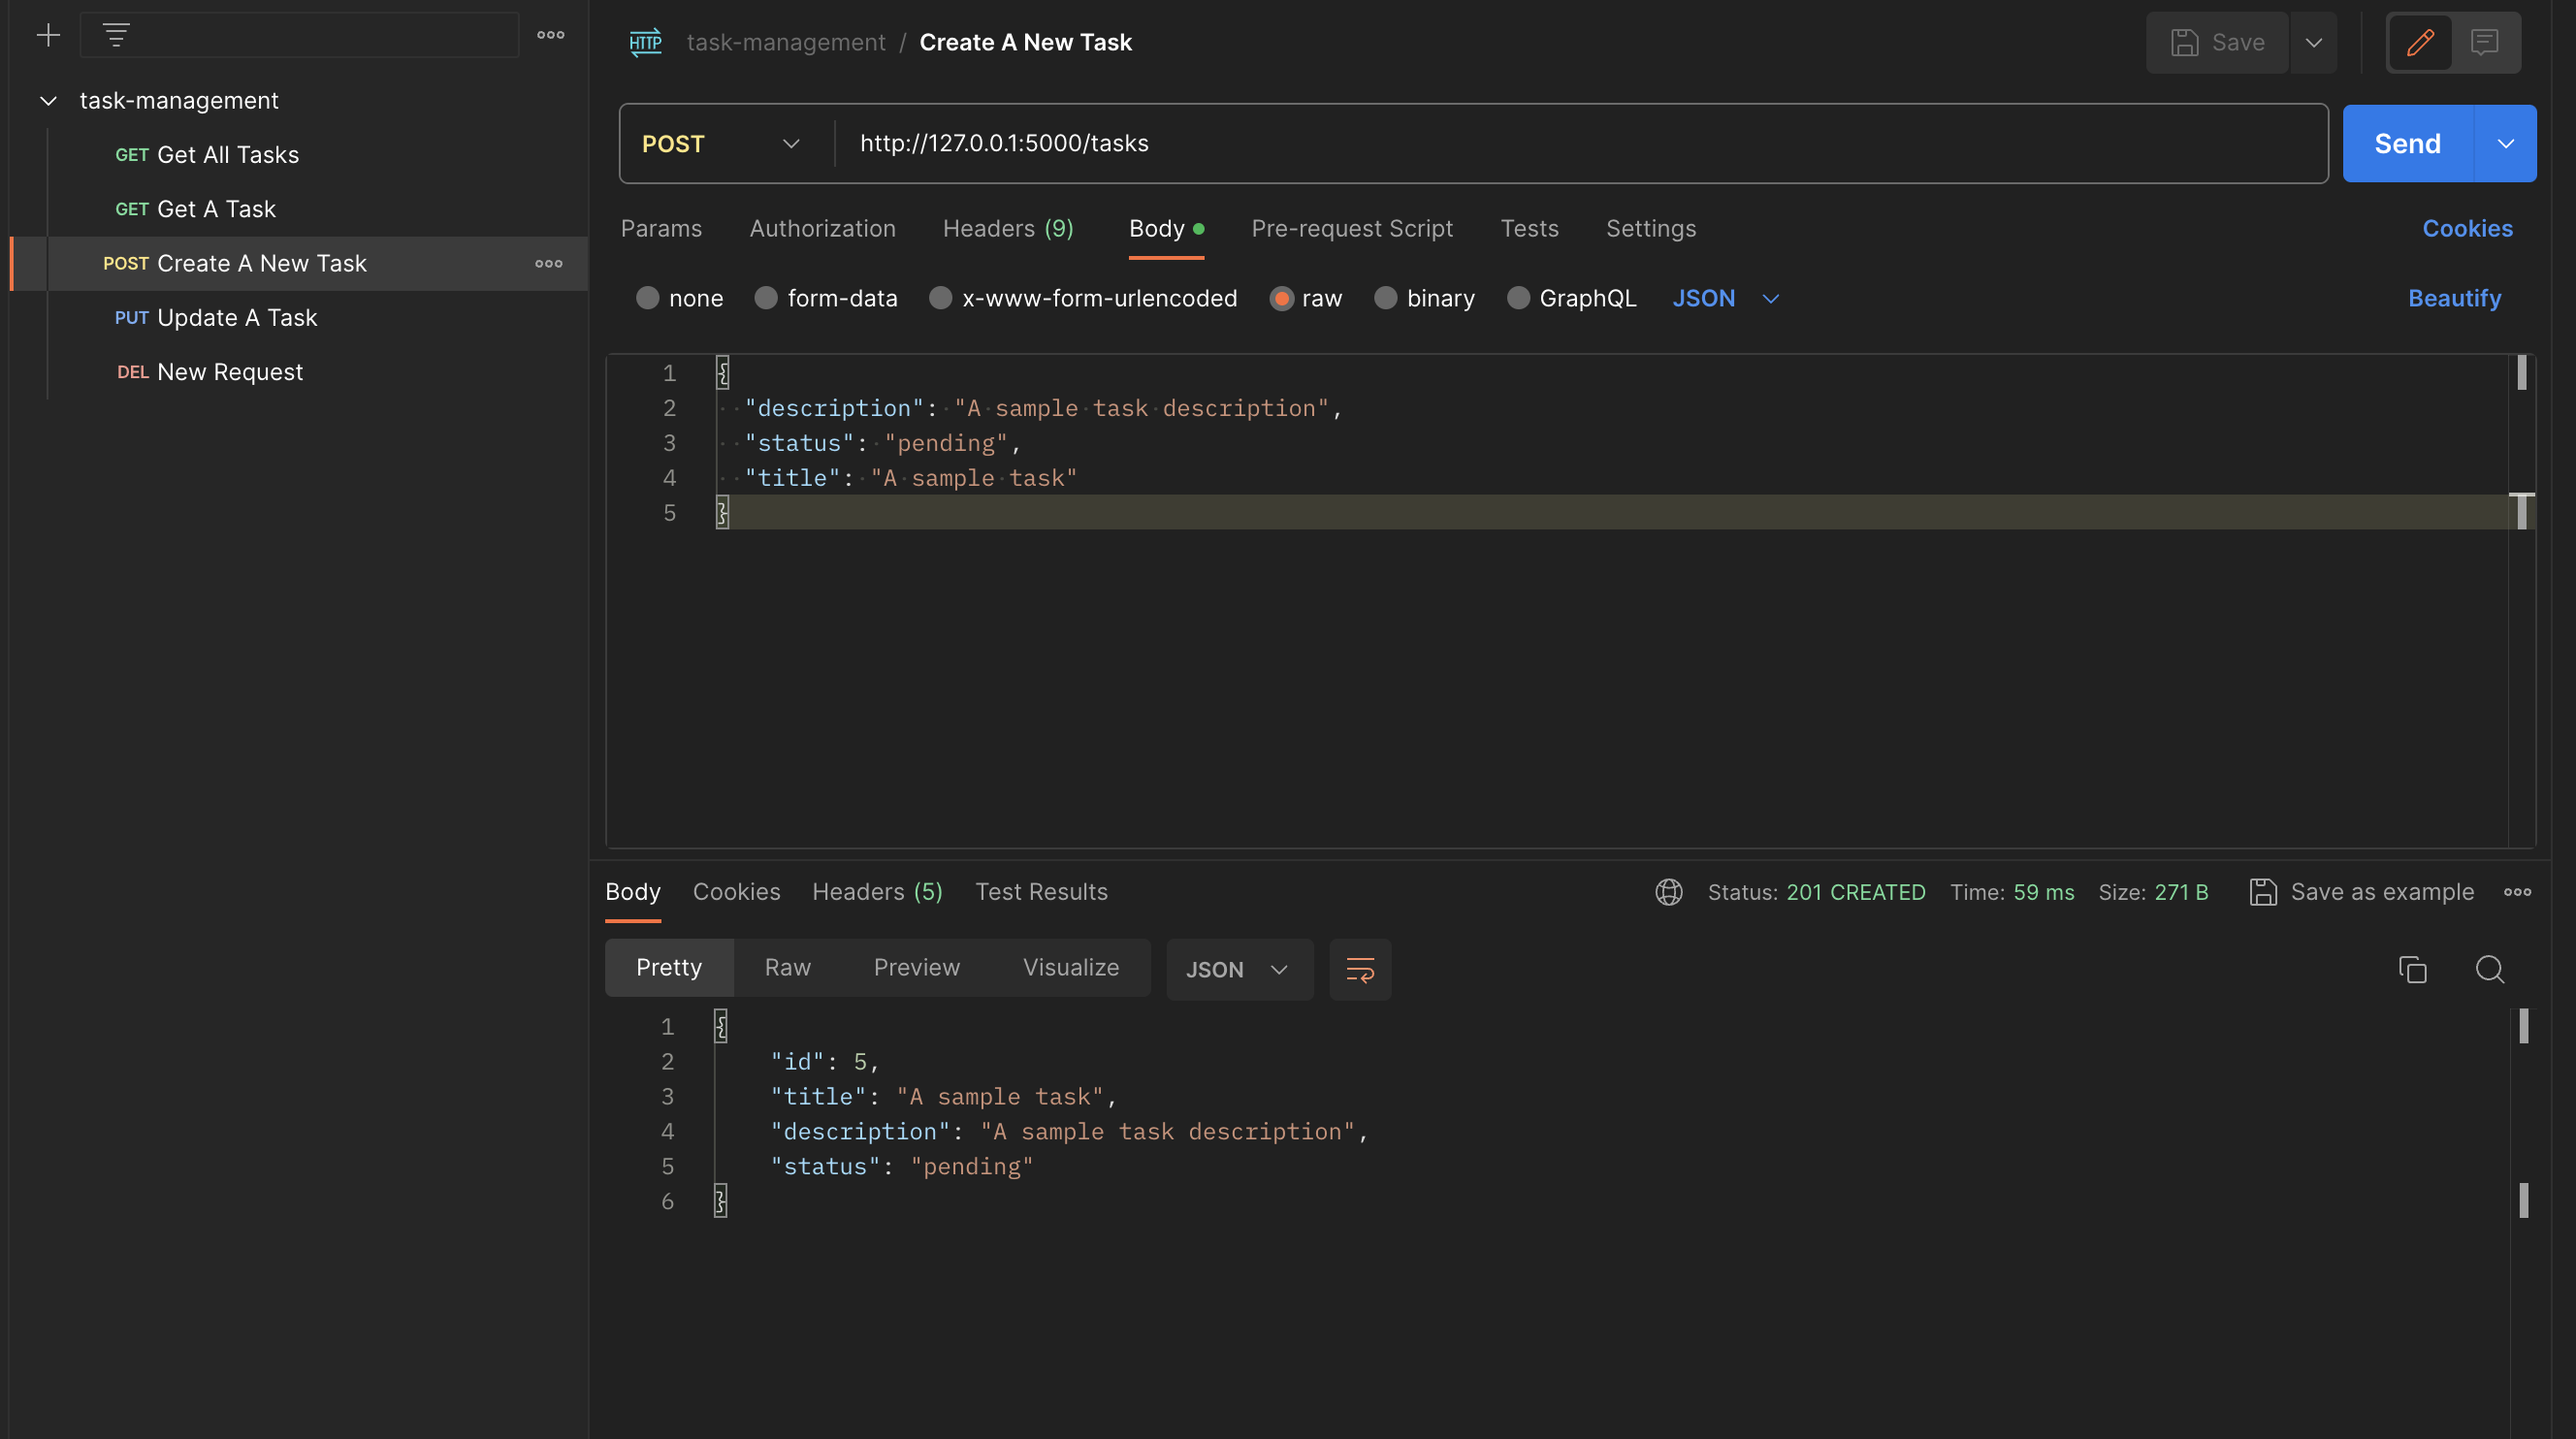 task-management
GET Get All Tasks
GET Get A Task
POST Create A New Task
PUT Update A Task
DEL New Request
HTTP task-management / Create A New Task
Save
POST http://127.0.0.1:5000/tasks
Send
Params Authorization Headers (9) Body Pre-request Script Tests Settings Cookies
none form-data x-www-form-urlencoded raw binary GraphQL JSON Beautify
1 {
2 "description": "A sample task description",
3 "status": "pending",
4 "title": "A sample task"
5 }
Body Cookies Headers (5) Test Results Status: 201 CREATED Time: 59 ms Size: 271 B Save as example
Pretty Raw Preview Visualize JSON
1 {
2 "id": 5,
3 "title": "A sample task",
4 "description": "A sample task description",
5 "status": "pending"
6 }